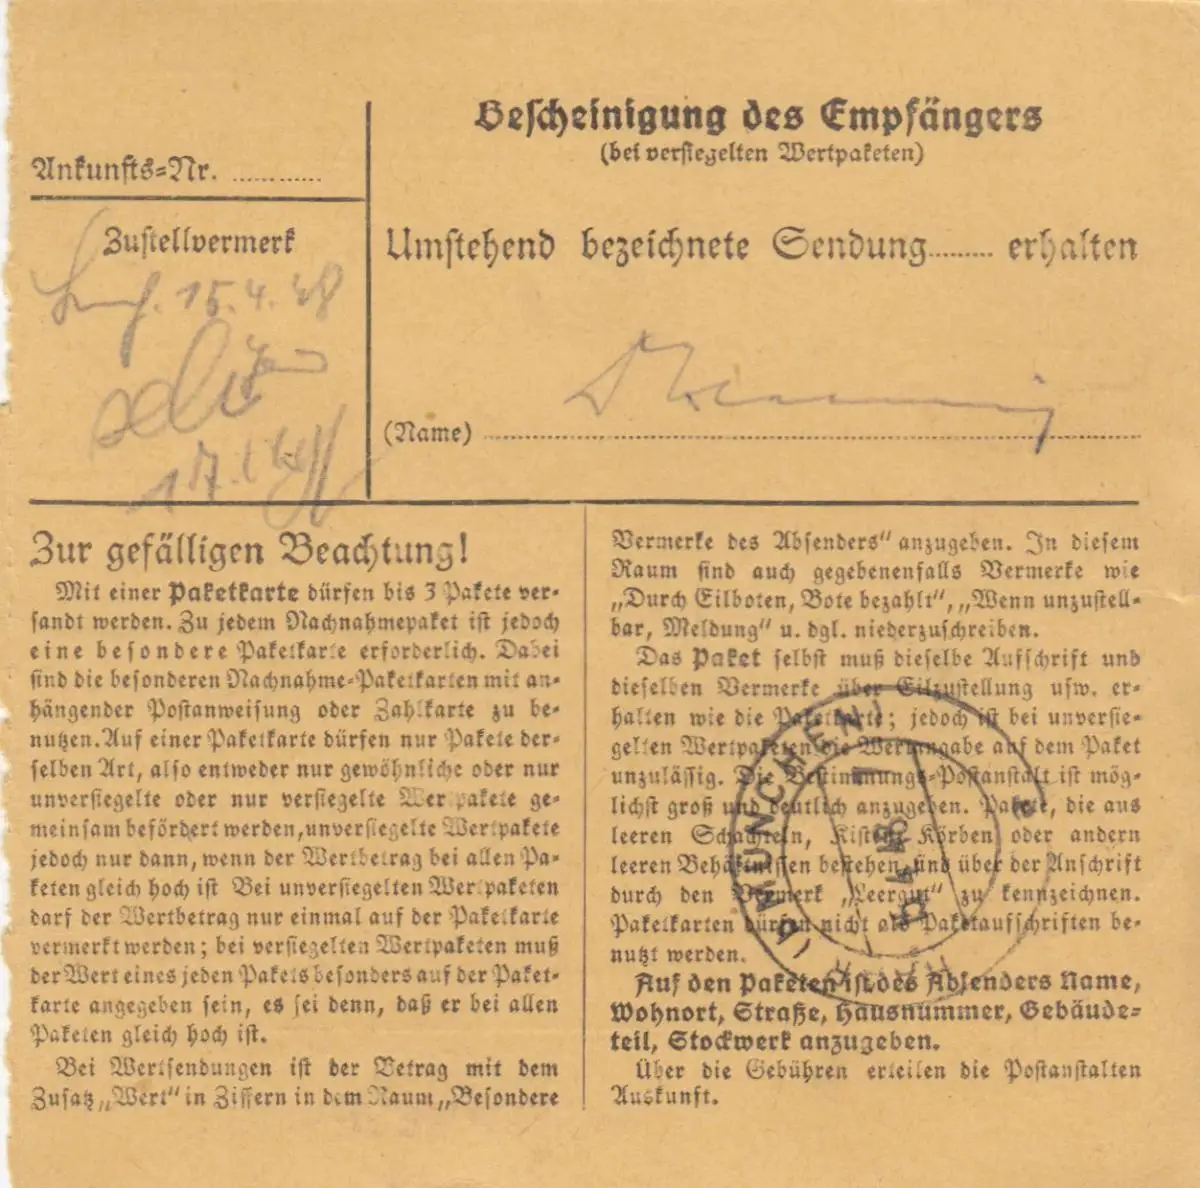 Ankunfts-Nr. ............
Zustellvermerk
15. 4. 48
Bescheinigung des Empfängers
(bei versiegelten Wertpaketen)
Umstehend bezeichnete Sendung......... erhalten
(Name)
Zur gefälligen Beachtung!
Mit einer Paketkarte dürfen bis 3 Pakete ver-
sandt werden. Zu jedem Nachnahmepaket ist jedoch
eine besondere Paketkarte erforderlich. Dabei
sind die besonderen Nachnahme-Paketkarten mit an-
hängender Postanweisung oder Zahlkarte zu be-
nutzen. Auf einer Paketkarte dürfen nur Pakete der-
selben Art, also entweder nur gewöhnliche oder nur
unversiegelte oder nur versiegelte Wertpakete ge-
meinsam befördert werden, unversiegelte Wertpakete
jedoch nur dann, wenn der Wertbetrag bei allen Pa-
keten gleich hoch ist Bei unversiegelten Wertpaketen
darf der Wertbetrag nur einmal auf der Paketkarte
vermerkt werden; bei versiegelten Wertpaketen muß
der Wert eines jeden Pakets besonders auf der Paket-
karte angegeben sein, es sei denn, daß er bei allen
Paketen gleich hoch ist.
Bei Wertsendungen ist der Betrag mit dem
Zusatz „Wert" in Ziffern in dem Raum „Besondere
Vermerke des Absenders" anzugeben. In diesem
Raum sind auch gegebenenfalls Vermerke wie
„Durch Eilboten, Bote bezahlt", „Wenn unzustell-
bar, Meldung" u. dgl. niederzuschreiben.
Das Paket selbst muß dieselbe Aufschrift und
dieselben Vermerke über Eilzustellung usw. er-
halten wie die Paketkarte; jedoch ist bei unversie-
gelten Wertpaketen die Wertangabe auf dem Paket
unzulässig. Die Bestimmungs-Postanstalt ist mög-
lichst groß und deutlich anzugeben. Pakete, die aus
leeren Schachteln, Kisten, Körben oder andern
leeren Behältnissen bestehen und über der Anschrift
durch den Vermerk „Leergut" zu kennzeichnen.
Paketkarten dürfen nicht als Paketaufschriften be-
nutzt werden.
Auf den Paketen ist des Absenders Name,
Wohnort, Straße, Hausnummer, Gebäude-
teil, Stockwerk anzugeben.
Über die Gebühren erteilen die Postanstalten
Auskunft.
MÜNCHEN